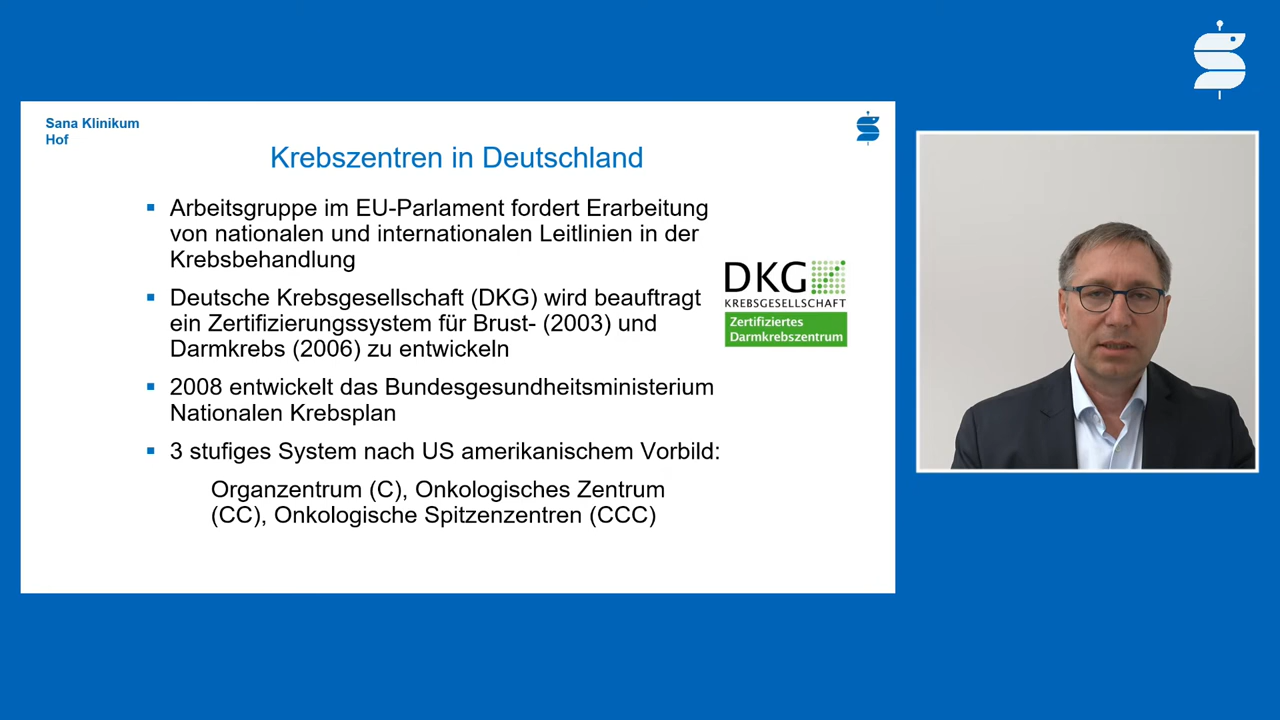 Sana Klinikum
Hof
Krebszentren in Deutschland
Arbeitsgruppe im EU-Parlament fordert Erarbeitung
von nationalen und internationalen Leitlinien in der
Krebsbehandlung
Deutsche Krebsgesellschaft (DKG) wird beauftragt
ein Zertifizierungssystem für Brust- (2003) und
Darmkrebs (2006) zu entwickeln
2008 entwickelt das Bundesgesundheitsministerium
Nationalen Krebsplan
3 stufiges System nach US amerikanischem Vorbild:
Organzentrum (C), Onkologisches Zentrum
(CC), Onkologische Spitzenzentren (CCC)
DKG
KREBSGESELLSCHAFT
Zertifiziertes
Darmkrebszentrum